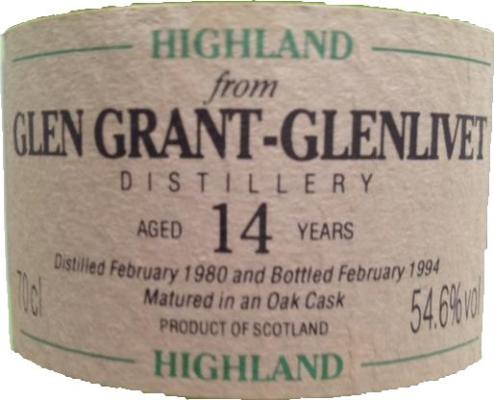 HIGHLAND
from
GLEN GRANT-GLENLIVET
DISTILLERY
AGED 14 YEARS
Distilled February 1980 and Bottled February 1994
70cl Matured in an Oak Cask 54.6% vol
PRODUCT OF SCOTLAND
HIGHLAND